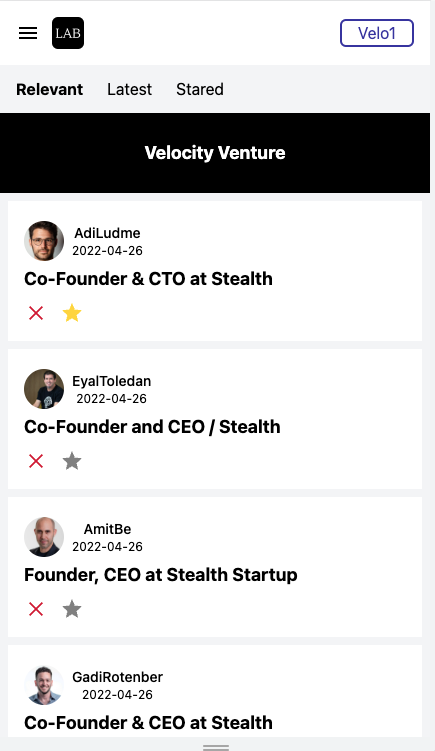 LAB
Velo1
Relevant Latest Stared
Velocity Venture
AdiLudme
2022-04-26
Co-Founder & CTO at Stealth
EyalToledan
2022-04-26
Co-Founder and CEO / Stealth
AmitBe
2022-04-26
Founder, CEO at Stealth Startup
GadiRotenber
2022-04-26
Co-Founder & CEO at Stealth